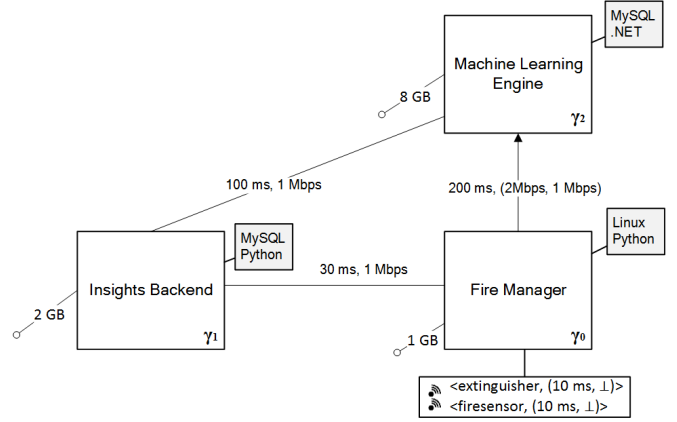 MySQL
.NET
Machine Learning
Engine
γ2
8 GB
100 ms, 1 Mbps
200 ms, (2Mbps, 1 Mbps)
MySQL
Python
Linux
Python
Insights Backend
γ1
2 GB
30 ms, 1 Mbps
Fire Manager
γ0
1 GB
<extinguisher, (10 ms, ⊥)>
<firesensor, (10 ms, ⊥)>